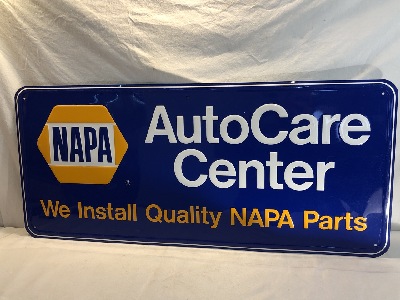 NAPA
AutoCare
Center
We Install Quality NAPA Parts